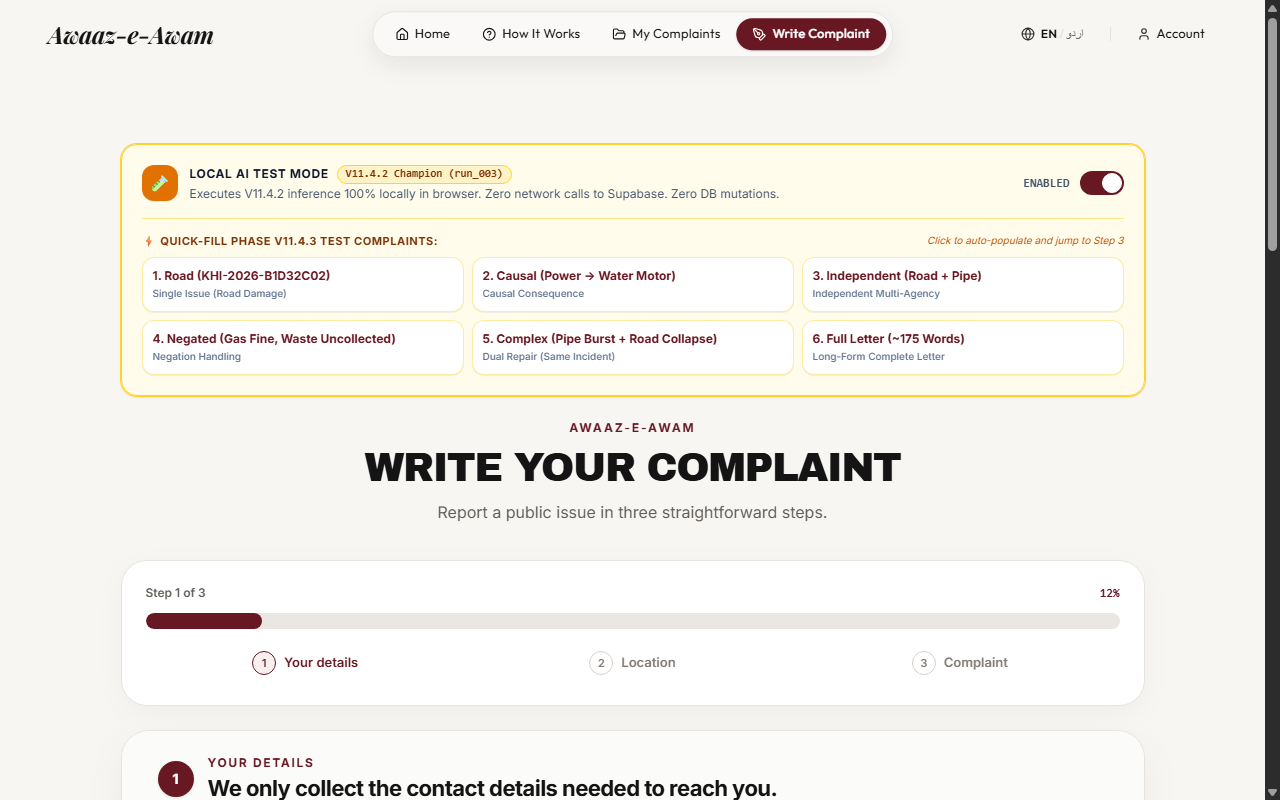 Awaaz-e-Awam
Home
How It Works
My Complaints
Write Complaint
EN / اردو
Account
LOCAL AI TEST MODE
V11.4.2 Champion (run_003)
Executes V11.4.2 inference 100% locally in browser. Zero network calls to Supabase. Zero DB mutations.
ENABLED
QUICK-FILL PHASE V11.4.3 TEST COMPLAINTS:
Click to auto-populate and jump to Step 3
1. Road (KHI-2026-B1D32C02)
Single Issue (Road Damage)
2. Causal (Power → Water Motor)
Causal Consequence
3. Independent (Road + Pipe)
Independent Multi-Agency
4. Negated (Gas Fine, Waste Uncollected)
Negation Handling
5. Complex (Pipe Burst + Road Collapse)
Dual Repair (Same Incident)
6. Full Letter (~175 Words)
Long-Form Complete Letter
AWAAZ-E-AWAM
WRITE YOUR COMPLAINT
Report a public issue in three straightforward steps.
Step 1 of 3
12%
1 Your details
2 Location
3 Complaint
1
YOUR DETAILS
We only collect the contact details needed to reach you.